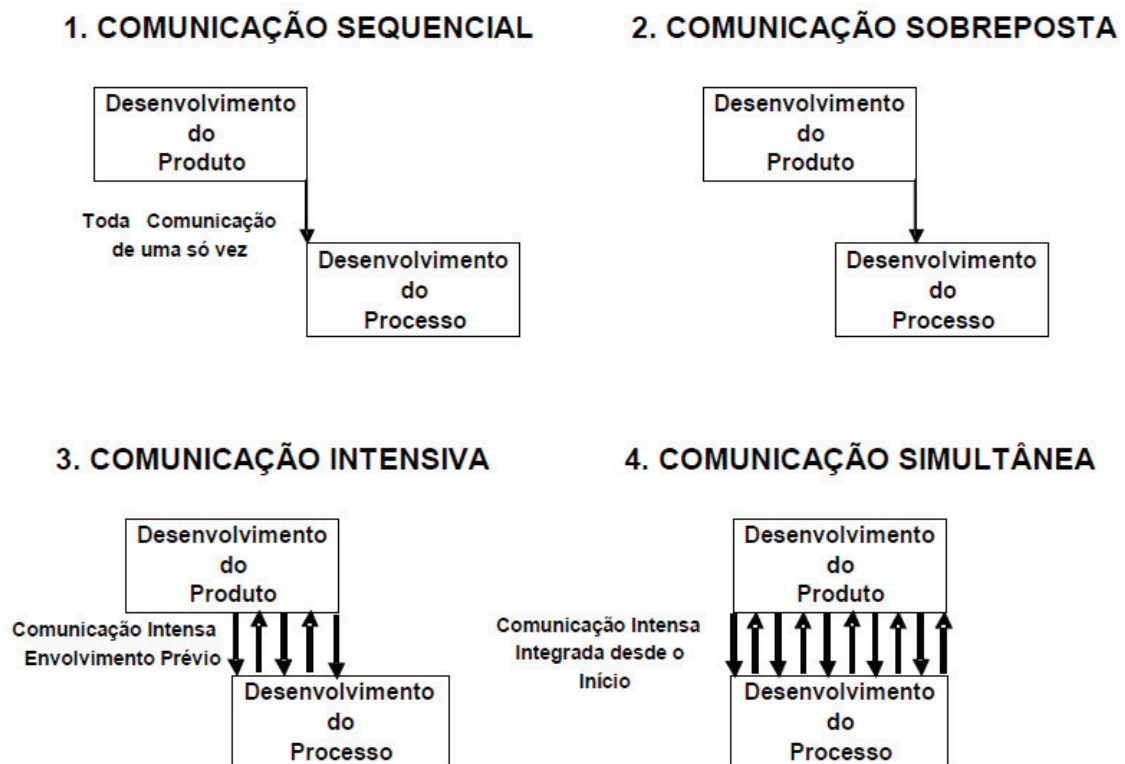 1. COMUNICAÇÃO SEQUENCIAL
Desenvolvimento
do
Produto
Toda Comunicação
de uma só vez
Desenvolvimento
do
Processo
2. COMUNICAÇÃO SOBREPOSTA
Desenvolvimento
do
Produto
Desenvolvimento
do
Processo
3. COMUNICAÇÃO INTENSIVA
Desenvolvimento
do
Produto
Comunicação Intensa
Envolvimento Prévio
Desenvolvimento
do
Processo
4. COMUNICAÇÃO SIMULTÂNEA
Desenvolvimento
do
Produto
Comunicação Intensa
Integrada desde o
Início
Desenvolvimento
do
Processo